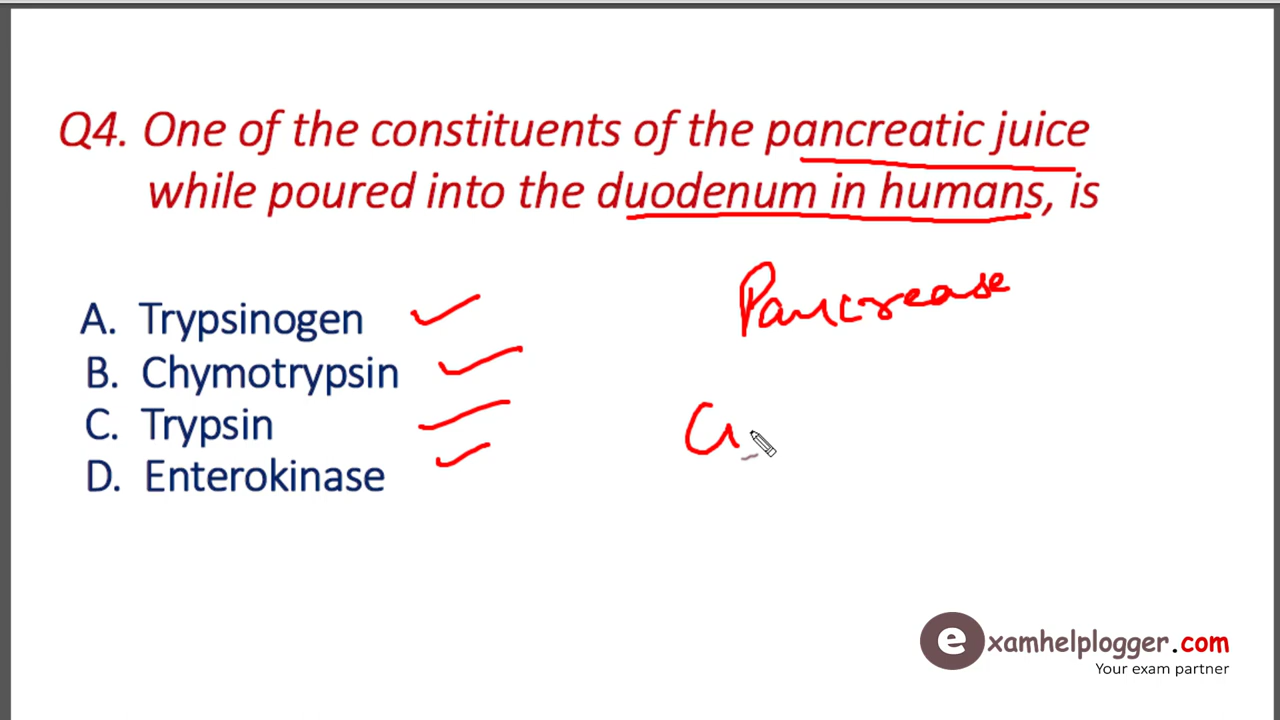 Q4. One of the constituents of the pancreatic juice
while poured into the duodenum in humans, is
Pancrease
A. Trypsinogen
B. Chymotrypsin
C. Trypsin
D. Enterokinase
examhelplogger.com
Your exam partner